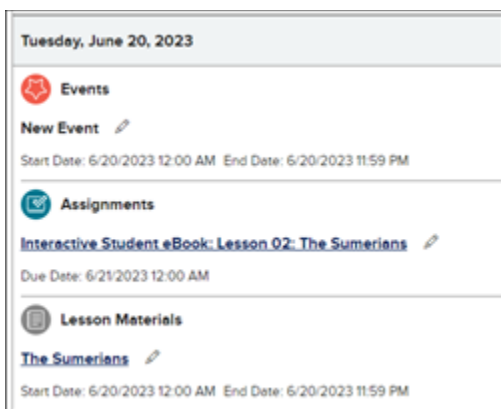 Tuesday, June 20, 2023
Events
New Event
Start Date: 6/20/2023 12:00 AM End Date: 6/20/2023 11:59 PM
Assignments
Interactive Student eBook: Lesson 02: The Sumerians
Due Date: 6/21/2023 12:00 AM
Lesson Materials
The Sumerians
Start Date: 6/20/2023 12:00 AM End Date: 6/20/2023 11:59 PM